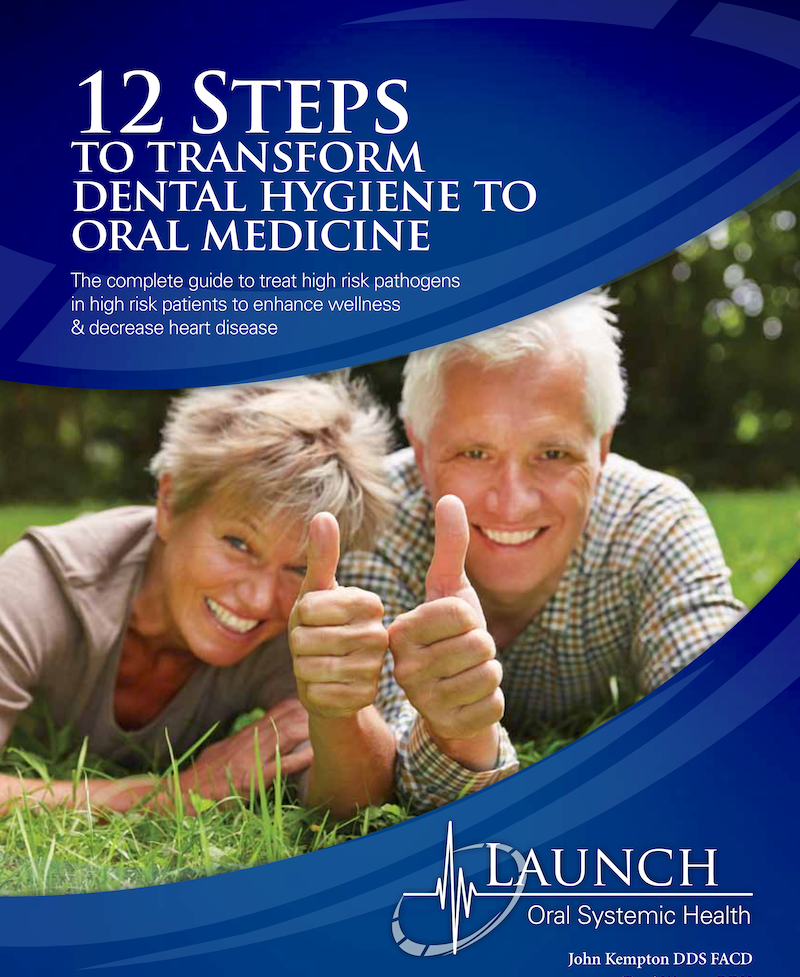 12 STEPS
TO TRANSFORM
DENTAL HYGIENE TO
ORAL MEDICINE
The complete guide to treat high risk pathogens
in high risk patients to enhance wellness
& decrease heart disease
LAUNCH
Oral Systemic Health
John Kempton DDS FACD